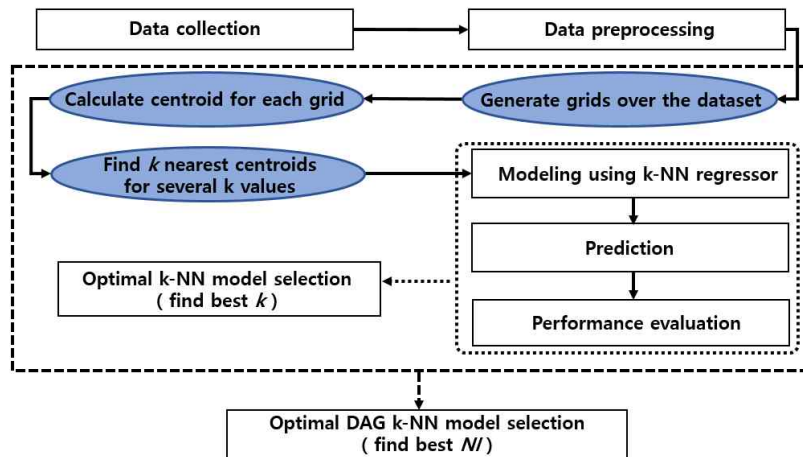 Data collection
Data preprocessing
Calculate centroid for each grid
Generate grids over the dataset
Find k nearest centroids
for several k values
Modeling using k-NN regressor
Prediction
Optimal k-NN model selection
( find best k )
Performance evaluation
Optimal DAG k-NN model selection
( find best NI )